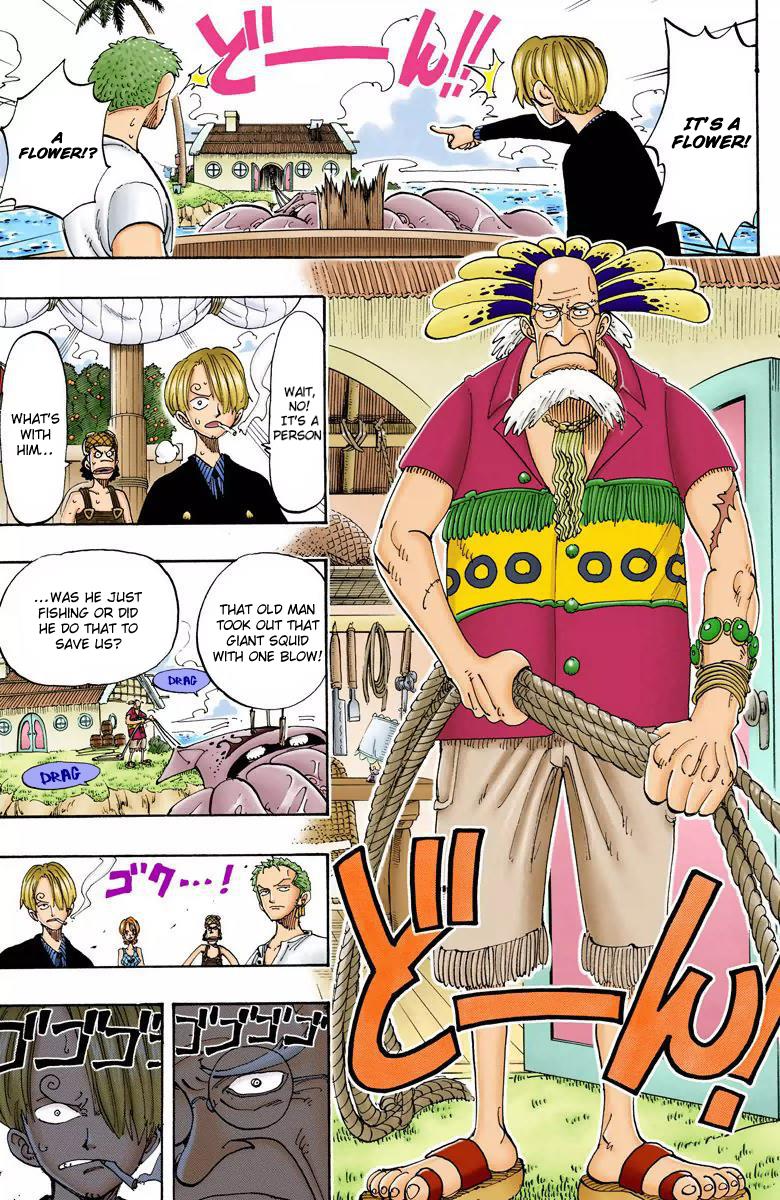 IT'S A
FLOWER!
どーん!!
A
FLOWER!?
WAIT,
NO!
IT'S A
PERSON
WHAT'S
WITH
HIM...
どーん!
THAT OLD MAN
TOOK OUT THAT
GIANT SQUID
WITH ONE BLOW!
...WAS HE JUST
FISHING OR DID
HE DO THAT TO
SAVE US?
DRAG
DRAG
ゴク…!
ゴゴゴゴ
ゴゴゴ